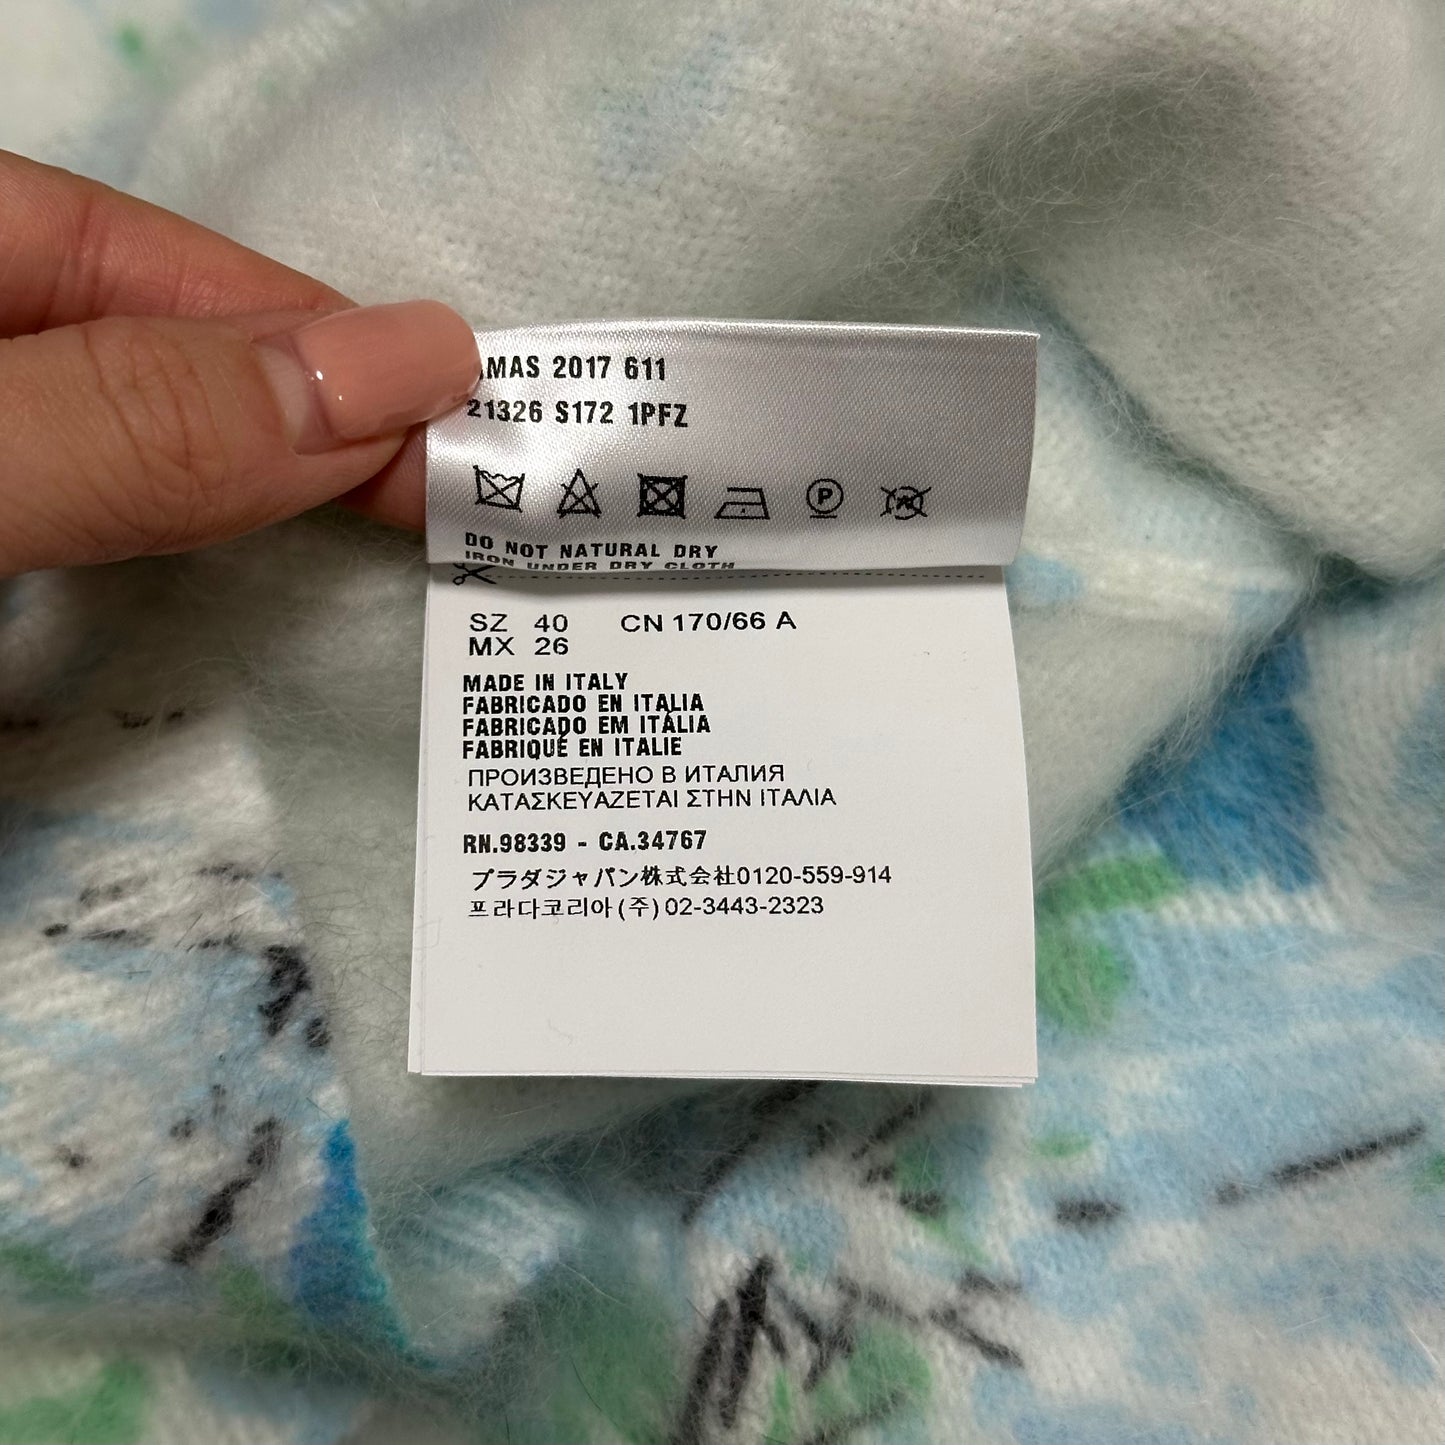 2017 611
21326 S172 1PFZ
P
DO NOT NATURAL DRY
IRON UNDER DRY CLOTH
SZ 40 CN 170/66 A
MX 26
MADE IN ITALY
FABRICADO EN ITALIA
FABRICADO EM ITÁLIA
FABRIQUÉ EN ITALIE
ПРОИЗВЕДЕНО В ИТАЛИЯ
ΚΑΤΑΣΚΕΥΑΖΕΤΑΙ ΣΤΗΝ ΙΤΑΛΙΑ
RN.98339 - CA.34767
プラダジャパン株式会社0120-559-914
프라다코리아(주)02-3443-2323